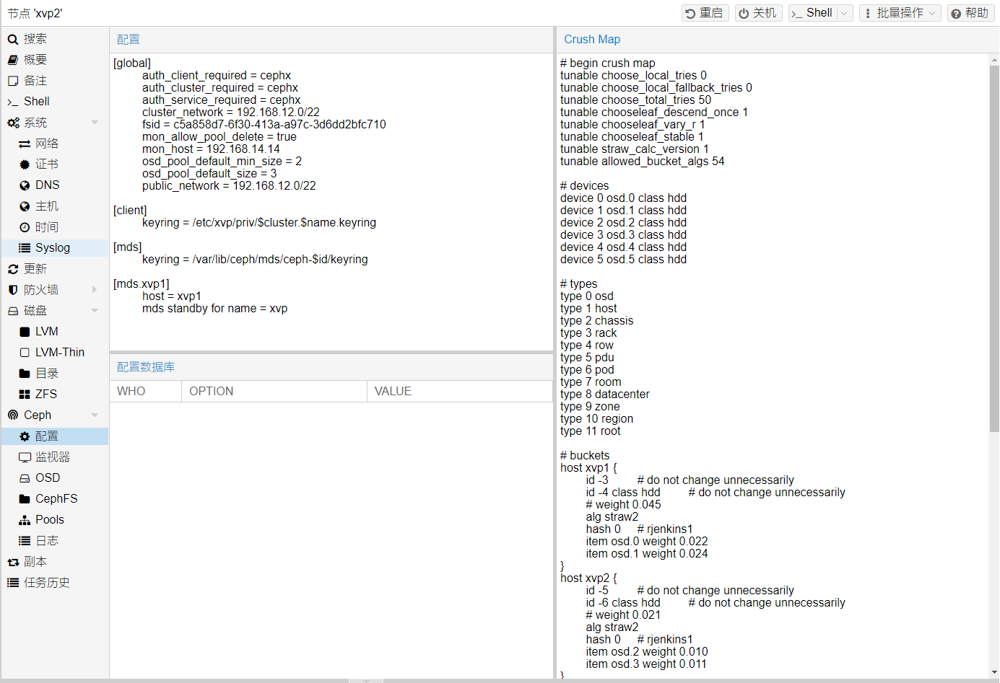 节点 'xvp2'
重启
关机
Shell
批量操作
帮助
搜索
概要
备注
Shell
系统
网络
证书
DNS
主机
时间
Syslog
更新
防火墙
磁盘
LVM
LVM-Thin
目录
ZFS
Ceph
配置
监视器
OSD
CephFS
Pools
日志
副本
任务历史
配置
[global]
auth_client_required = cephx
auth_cluster_required = cephx
auth_service_required = cephx
cluster_network = 192.168.12.0/22
fsid = c5a858d7-6f30-413a-a97c-3d6dd2bfc710
mon_allow_pool_delete = true
mon_host = 192.168.14.14
osd_pool_default_min_size = 2
osd_pool_default_size = 3
public_network = 192.168.12.0/22
[client]
keyring = /etc/xvp/priv/$cluster.$name.keyring
[mds]
keyring = /var/lib/ceph/mds/ceph-$id/keyring
[mds.xvp1]
host = xvp1
mds standby for name = xvp
配置数据库
WHO OPTION VALUE
Crush Map
# begin crush map
tunable choose_local_tries 0
tunable choose_local_fallback_tries 0
tunable choose_total_tries 50
tunable chooseleaf_descend_once 1
tunable chooseleaf_vary_r 1
tunable chooseleaf_stable 1
tunable straw_calc_version 1
tunable allowed_bucket_algs 54
# devices
device 0 osd.0 class hdd
device 1 osd.1 class hdd
device 2 osd.2 class hdd
device 3 osd.3 class hdd
device 4 osd.4 class hdd
device 5 osd.5 class hdd
# types
type 0 osd
type 1 host
type 2 chassis
type 3 rack
type 4 row
type 5 pdu
type 6 pod
type 7 room
type 8 datacenter
type 9 zone
type 10 region
type 11 root
# buckets
host xvp1 {
id -3 # do not change unnecessarily
id -4 class hdd # do not change unnecessarily
# weight 0.045
alg straw2
hash 0 # rjenkins1
item osd.0 weight 0.022
item osd.1 weight 0.024
}
host xvp2 {
id -5 # do not change unnecessarily
id -6 class hdd # do not change unnecessarily
# weight 0.021
alg straw2
hash 0 # rjenkins1
item osd.2 weight 0.010
item osd.3 weight 0.011
}